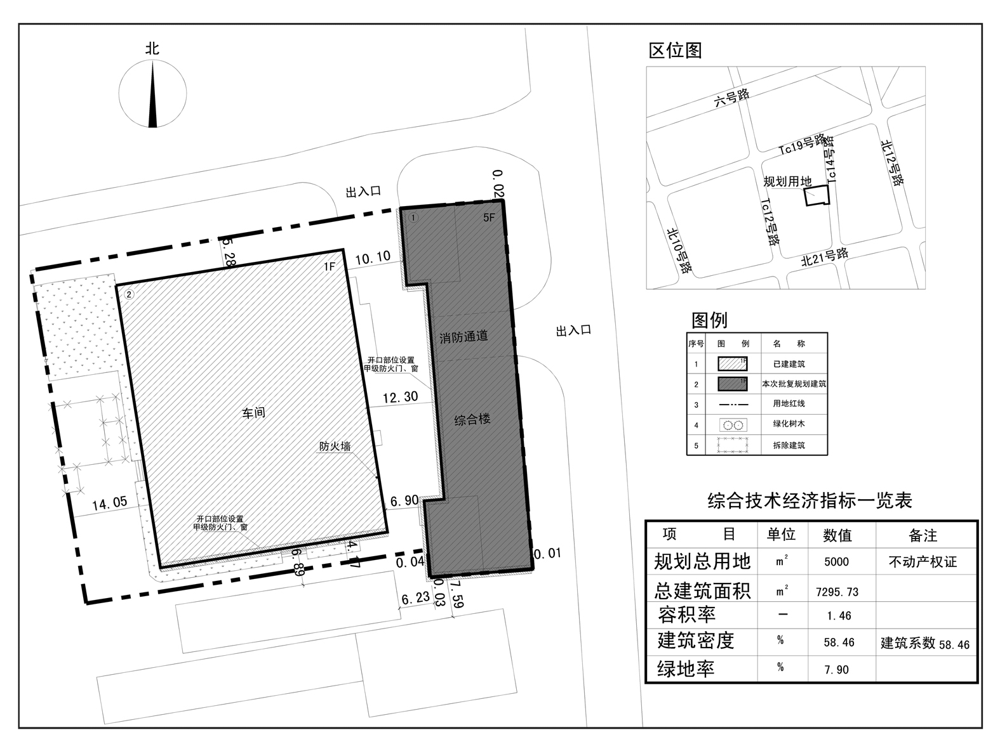 北
区位图
六号路
Tc19号路
Tc14号路
北12号路
规划用地
Tc12号路
北10号路
北21号路
出入口
0.02
①
5F
5.28
1F
10.10
②
出入口
消防通道
开口部位设置
甲级防火门、窗
12.30
车间
综合楼
防火墙
14.05
6.90
开口部位设置
甲级防火门、窗
4.17
6.89
0.04
0.01
0.03
7.59
6.23
图例
序号 图 例 名 称
1 1F 已建建筑
2 1F 本次批复规划建筑
3 用地红线
4 绿化树木
5 拆除建筑
综合技术经济指标一览表
项 目 单位 数值 备注
规划总用地 m² 5000 不动产权证
总建筑面积 m² 7295.73
容积率 — 1.46
建筑密度 % 58.46 建筑系数58.46
绿地率 % 7.90